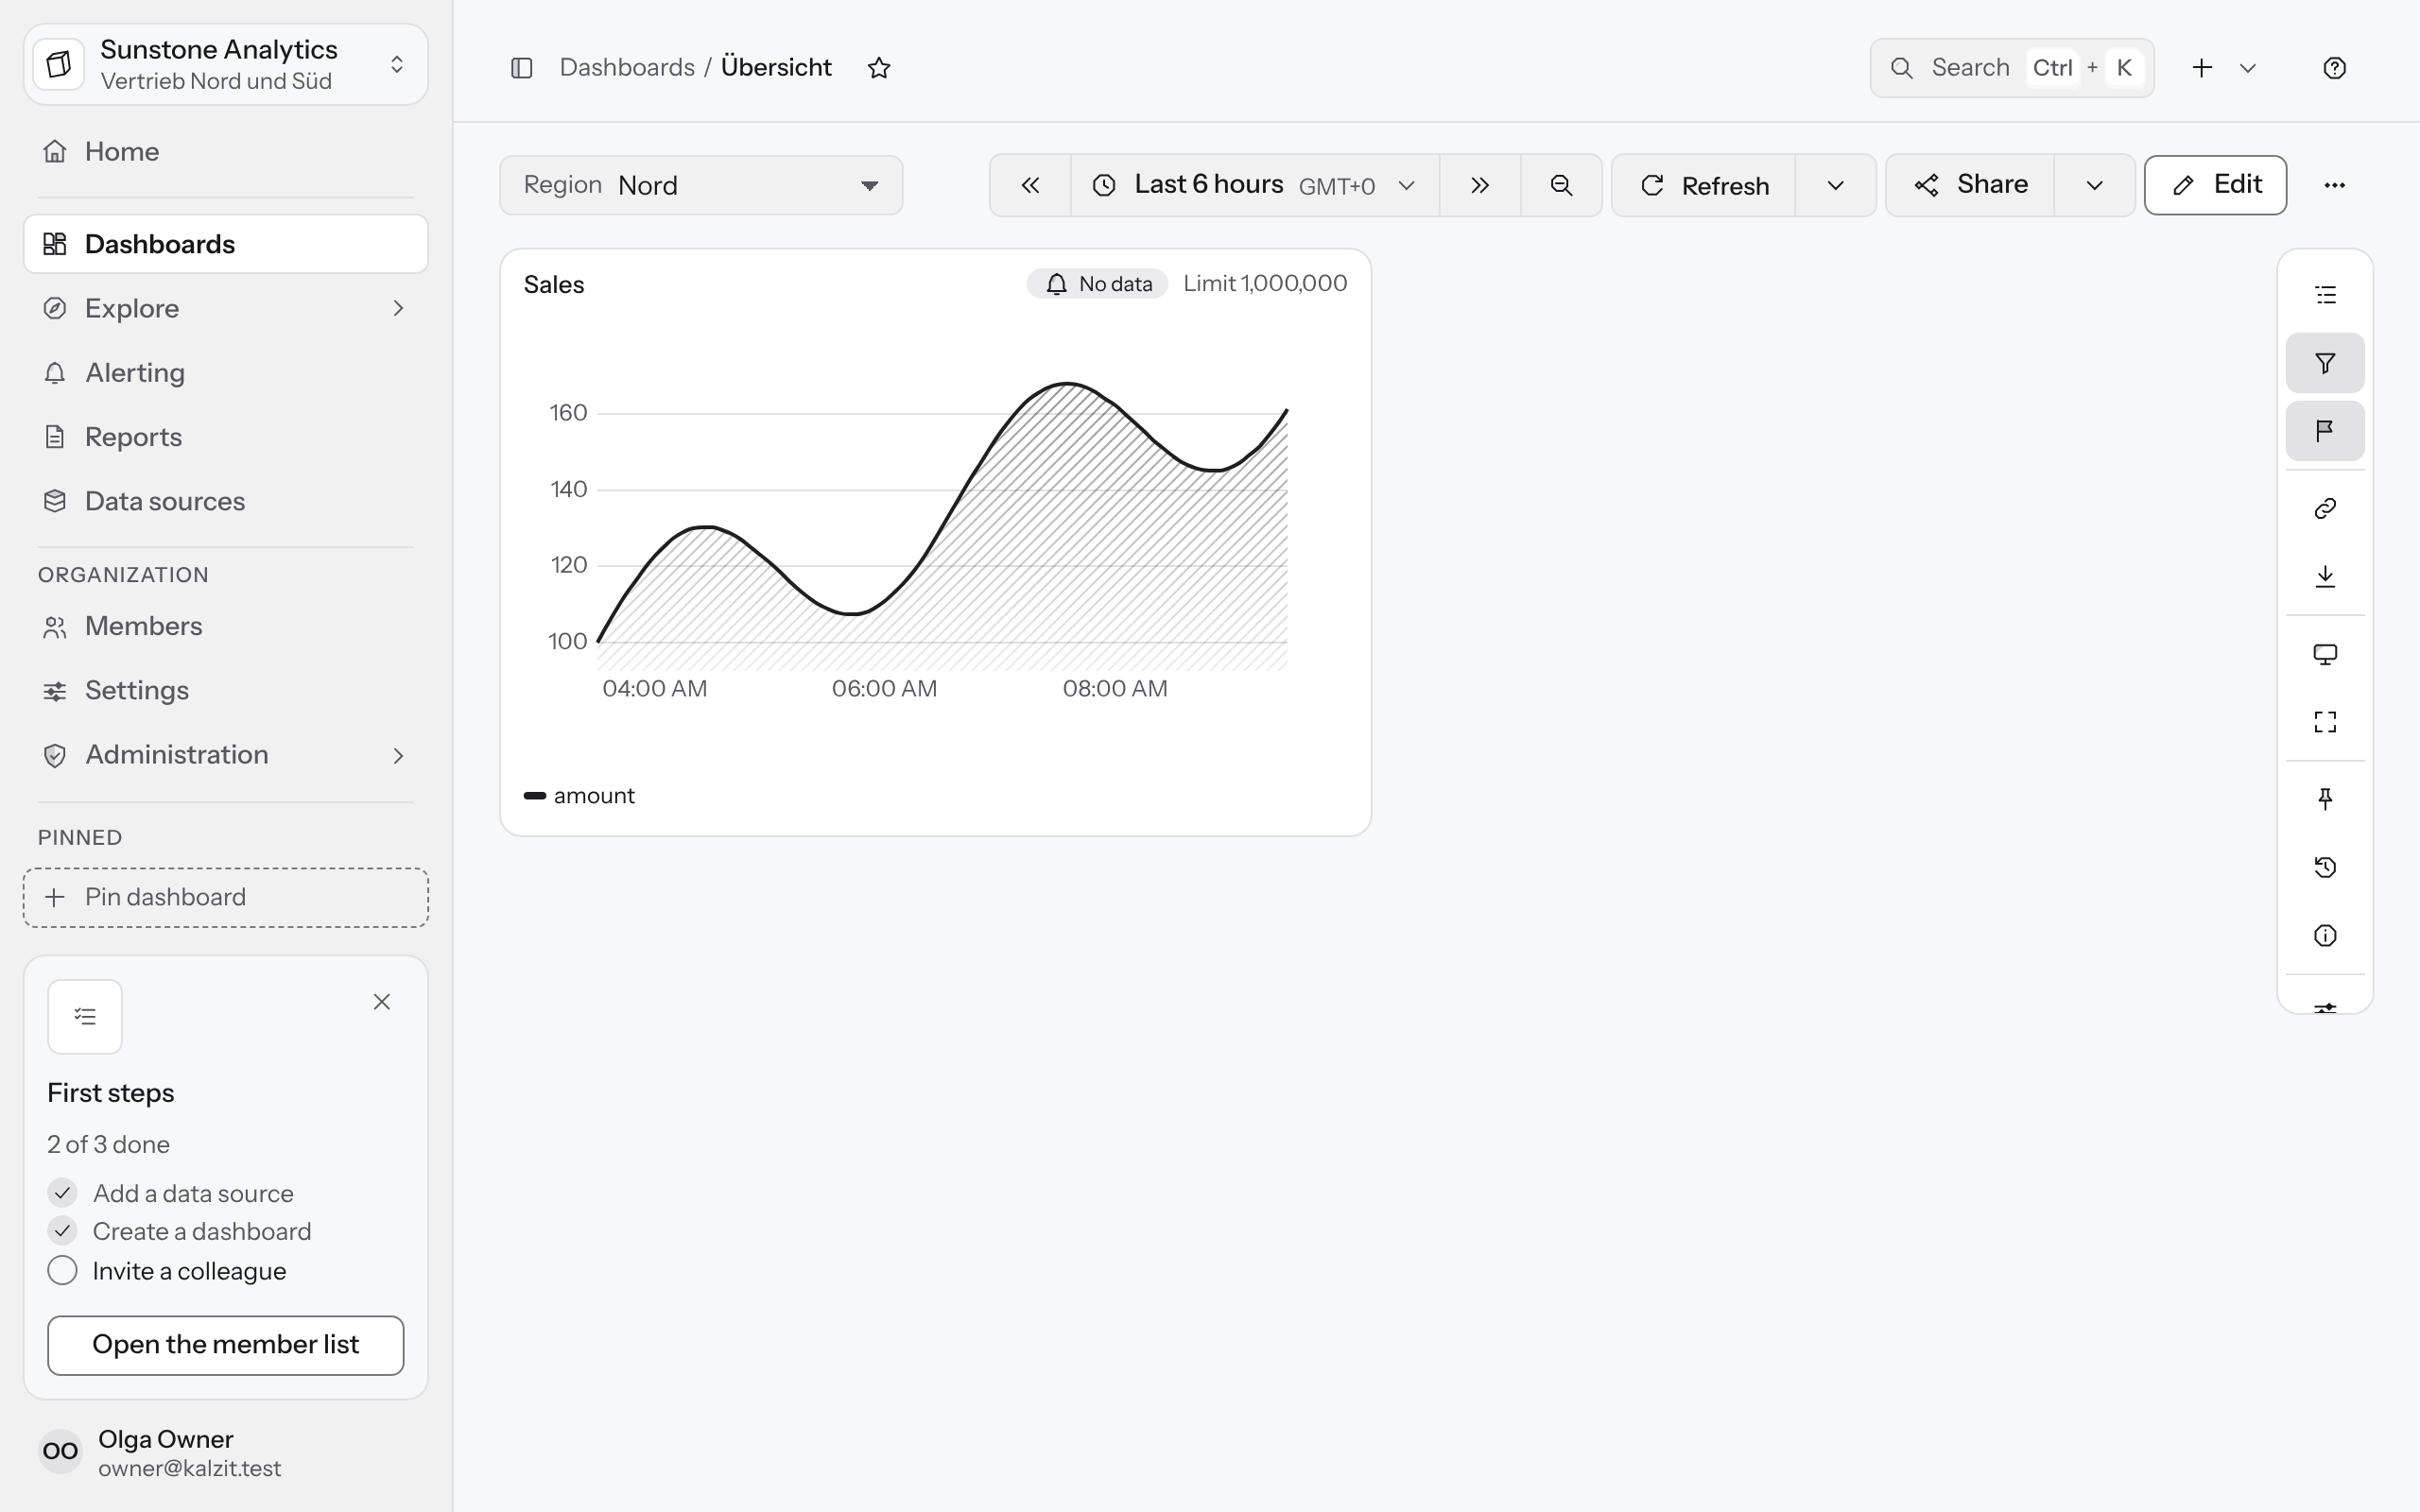 Sunstone Analytics
Vertrieb Nord und Süd
Home
Dashboards
Explore
Alerting
Reports
Data sources
ORGANIZATION
Members
Settings
Administration
PINNED
Pin dashboard
First steps
2 of 3 done
Add a data source
Create a dashboard
Invite a colleague
Open the member list
OO
Olga Owner
owner@kalzit.test
Dashboards / Übersicht
Search Ctrl + K
Region Nord
Last 6 hours GMT+0
Refresh
Share
Edit
Sales
No data
Limit 1,000,000
160
140
120
100
04:00 AM 06:00 AM 08:00 AM
amount